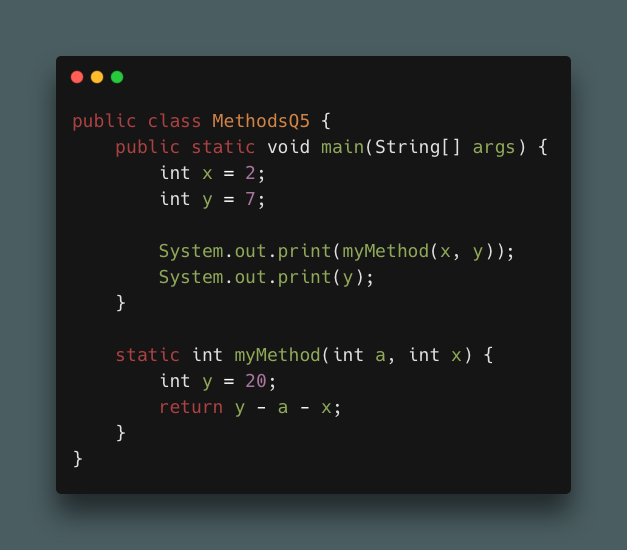 public class MethodsQ5 {
    public static void main(String[] args) {
        int x = 2;
        int y = 7;

        System.out.print(myMethod(x, y));
        System.out.print(y);
    }

    static int myMethod(int a, int x) {
        int y = 20;
        return y - a - x;
    }
}